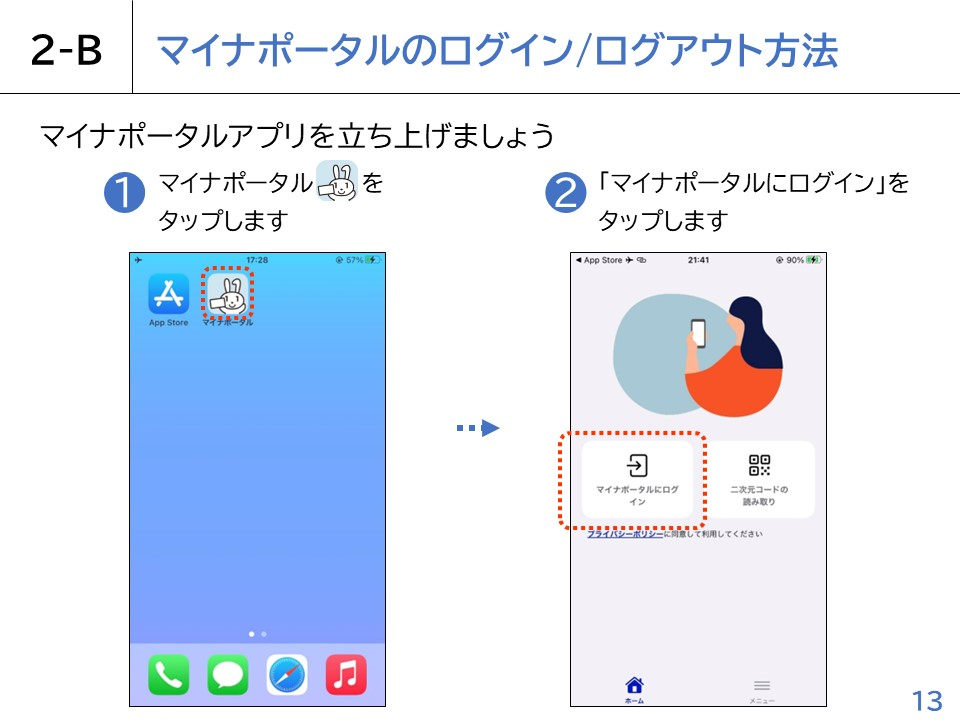 2-B
マイナポータルのログイン/ログアウト方法
マイナポータルアプリを立ち上げましょう
1
マイナポータル を
タップします
2
「マイナポータルにログイン」を
タップします
17:28
57%
App Store
マイナポータル
App Store
21:41
90%
マイナポータルにログ
イン
二次元コードの
読み取り
プライバシーポリシーに同意して利用してください
ホーム
メニュー
13